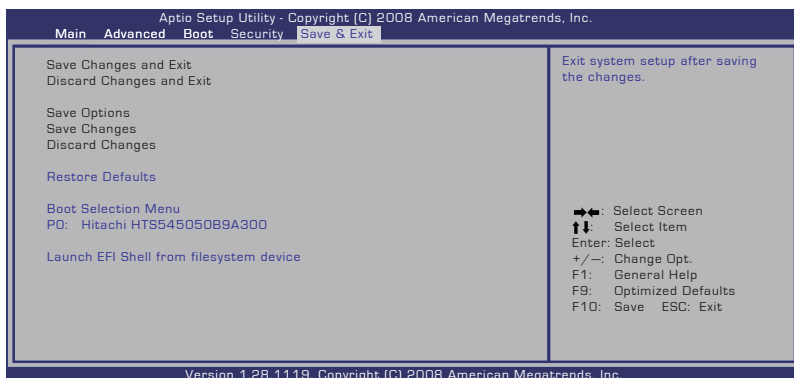 Aptio Setup Utility - Copyright (C) 2008 American Megatrends, Inc.
Main Advanced Boot Security Save & Exit
Save Changes and Exit
Discard Changes and Exit
Save Options
Save Changes
Discard Changes
Restore Defaults
Boot Selection Menu
P0: Hitachi HTS545050B9A300
Launch EFI Shell from filesystem device
Exit system setup after saving
the changes.
→←: Select Screen
↑↓: Select Item
Enter: Select
+/—: Change Opt.
F1: General Help
F9: Optimized Defaults
F10: Save ESC: Exit
Version 1.28.1119. Copyright (C) 2008 American Megatrends, Inc.